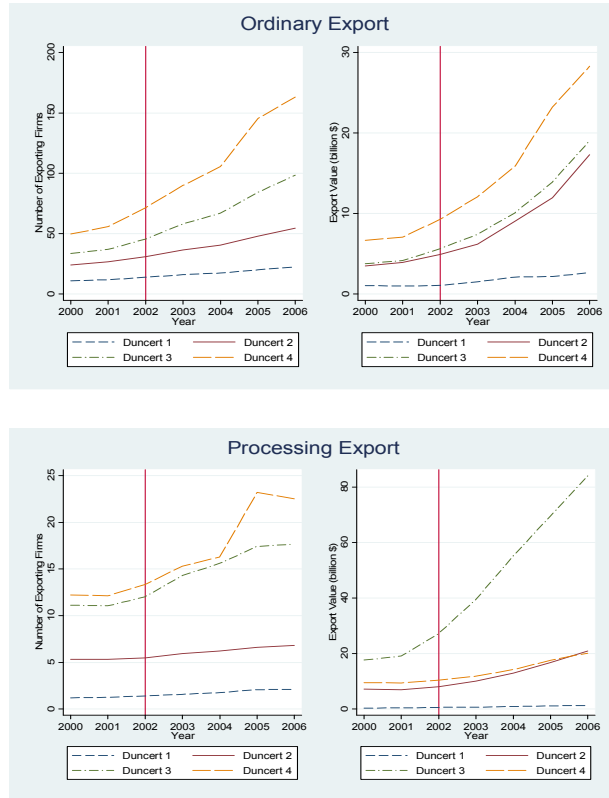 Ordinary Export
Number of Exporting Firms
200
150
100
50
0
2000 2001 2002 2003 2004 2005 2006
Year
Duncert 1 Duncert 2
Duncert 3 Duncert 4
Export Value (billion $)
30
20
10
0
2000 2001 2002 2003 2004 2005 2006
Year
Duncert 1 Duncert 2
Duncert 3 Duncert 4
Processing Export
Number of Exporting Firms
25
20
15
10
5
0
2000 2001 2002 2003 2004 2005 2006
Year
Duncert 1 Duncert 2
Duncert 3 Duncert 4
Export Value (billion $)
80
60
40
20
0
2000 2001 2002 2003 2004 2005 2006
Year
Duncert 1 Duncert 2
Duncert 3 Duncert 4